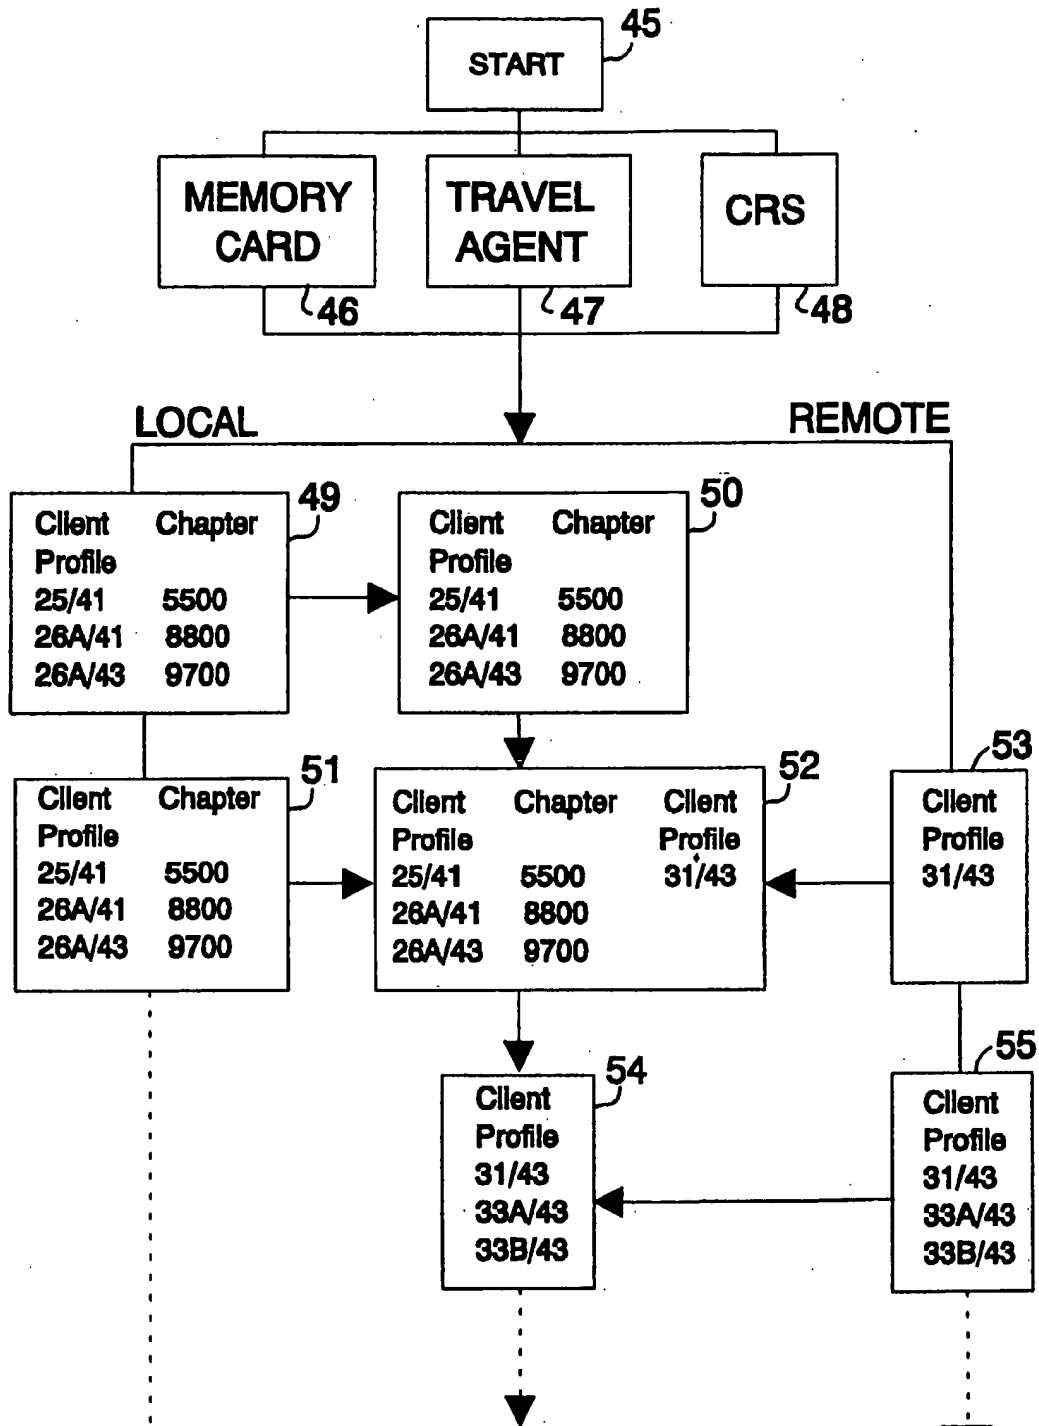 45
START
MEMORY
CARD
46
TRAVEL
AGENT
47
CRS
48
LOCAL
REMOTE
49
Client Chapter
Profile
25/41 5500
26A/41 8800
26A/43 9700
50
Client Chapter
Profile
25/41 5500
26A/41 8800
26A/43 9700
51
Client Chapter
Profile
25/41 5500
26A/41 8800
26A/43 9700
52
Client Chapter Client
Profile Profile
25/41 5500 31/43
26A/41 8800
26A/43 9700
53
Client
Profile
31/43
54
Client
Profile
31/43
33A/43
33B/43
55
Client
Profile
31/43
33A/43
33B/43